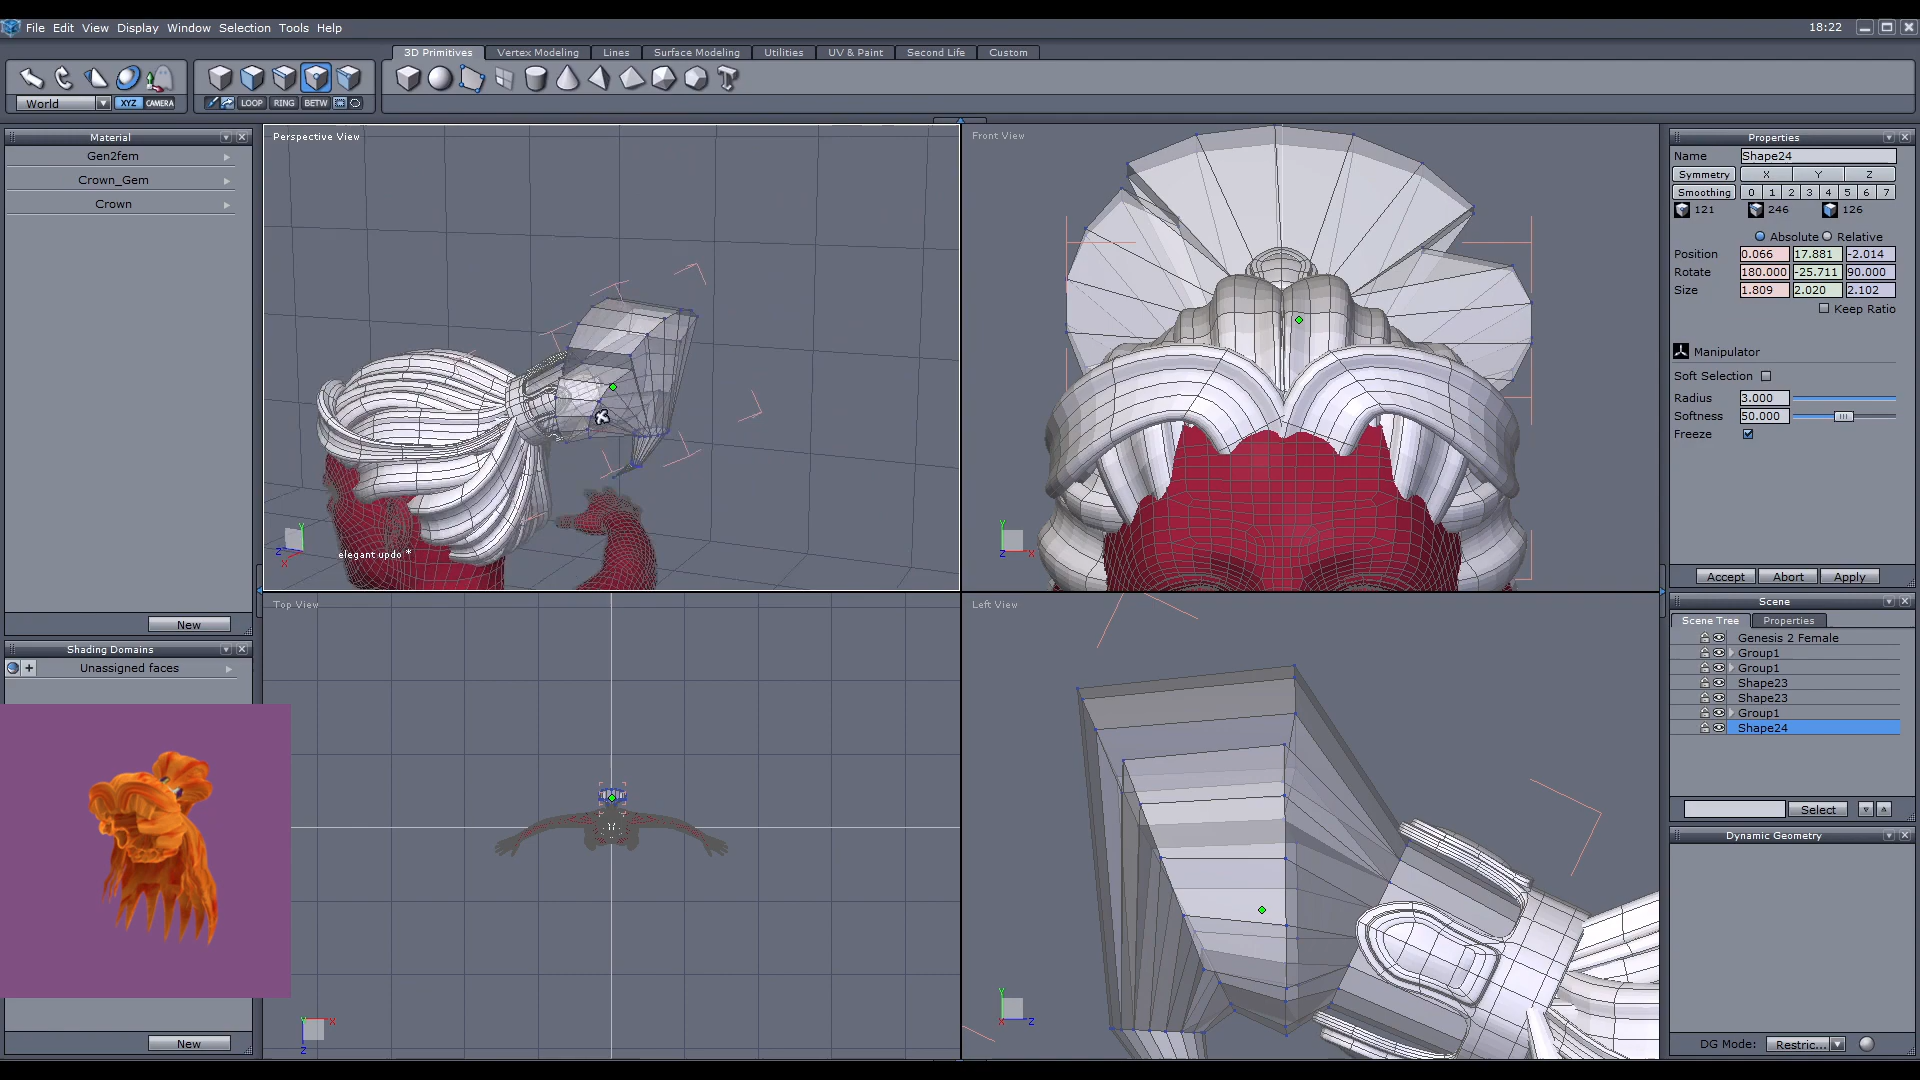 File Edit View Display Window Selection Tools Help 18:22
3D Primitives Vertex Modeling Lines Surface Modeling Utilities UV & Paint Second Life Custom
World XYZ CAMERA LOOP RING BETW
Material
Gen2fem
Crown_Gem
Crown
New
Shading Domains
Unassigned faces
New
Perspective View
elegant updo *
Y
Z
X
Front View
Y
Z X
Top View
Y X
Z
Left View
Y
X Z
Properties
Name Shape24
Symmetry X Y Z
Smoothing 0 1 2 3 4 5 6 7
121 246 126
Absolute Relative
Position 0.066 17.881 -2.014
Rotate 180.000 -25.711 90.000
Size 1.809 2.020 2.102
Keep Ratio
Manipulator
Soft Selection
Radius 3.000
Softness 50.000
Freeze
Accept Abort Apply
Scene
Scene Tree Properties
Genesis 2 Female
Group1
Group1
Shape23
Shape23
Group1
Shape24
Select
Dynamic Geometry
DG Mode: Restric...